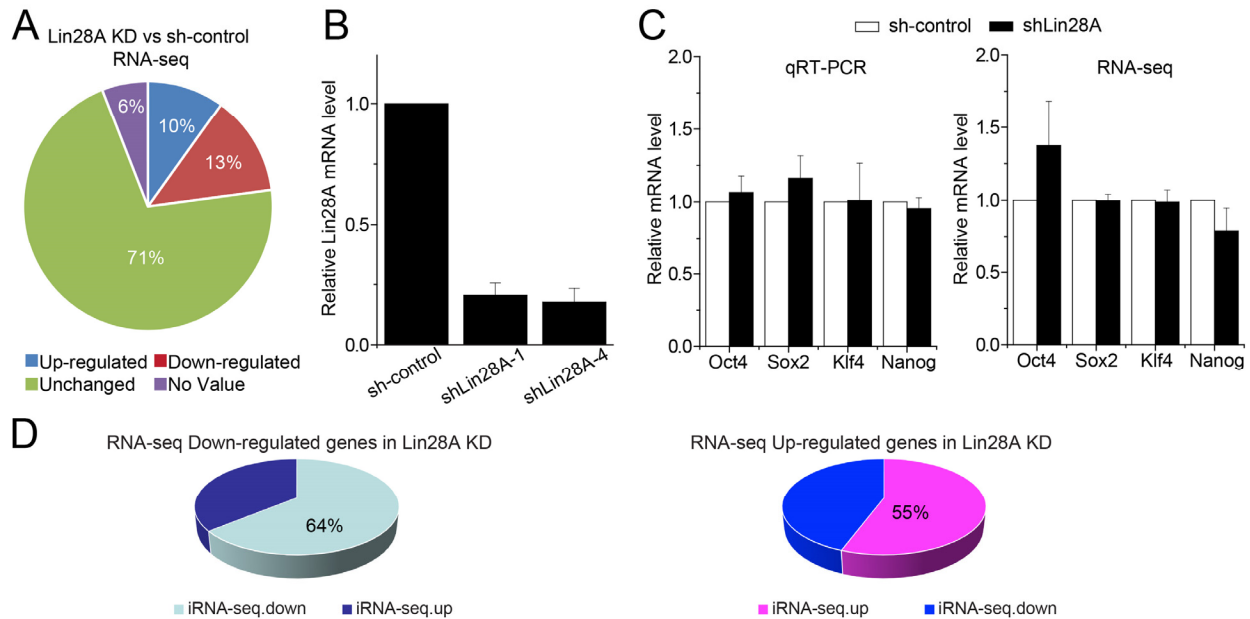 A
Lin28A KD vs sh-control
RNA-seq
6%
10%
13%
71%
Up-regulated Down-regulated
Unchanged No Value
B
Relative Lin28A mRNA level
1.0
0.5
0.0
sh-control
shLin28A-1
shLin28A-4
C
sh-control shLin28A
qRT-PCR
Relative mRNA level
2.0
1.5
1.0
0.5
0.0
Oct4 Sox2 Klf4 Nanog
RNA-seq
Relative mRNA level
2.0
1.5
1.0
0.5
0.0
Oct4 Sox2 Klf4 Nanog
D
RNA-seq Down-regulated genes in Lin28A KD
64%
iRNA-seq.down iRNA-seq.up
RNA-seq Up-regulated genes in Lin28A KD
55%
iRNA-seq.up iRNA-seq.down